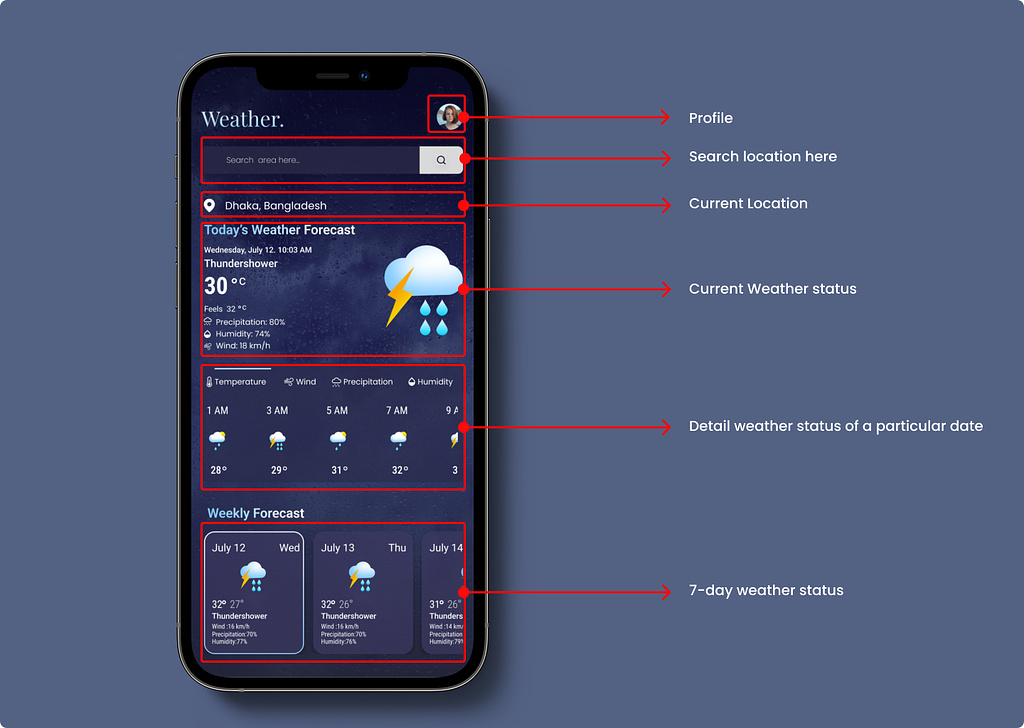 Weather.
Profile
Search area here..
Search location here
Dhaka, Bangladesh
Current Location
Today's Weather Forecast
Wednesday, July 12. 10:03 AM
Thundershower
30 °C
Feels 32 °C
Precipitation: 80%
Humidity: 74%
Wind: 18 km/h
Current Weather status
Temperature Wind Precipitation Humidity
1 AM 3 AM 5 AM 7 AM 9 A
28° 29° 31° 32° 3
Detail weather status of a particular date
Weekly Forecast
July 12 Wed
32° 27°
Thundershower
Wind :16 km/h
Precipitation:70%
Humidity:77%
July 13 Thu
32° 26°
Thundershower
Wind :16 km/h
Precipitation:70%
Humidity:76%
July 14
31° 26°
Thunders
Wind :14 km
Precipitat
Humidity:79
7-day weather status